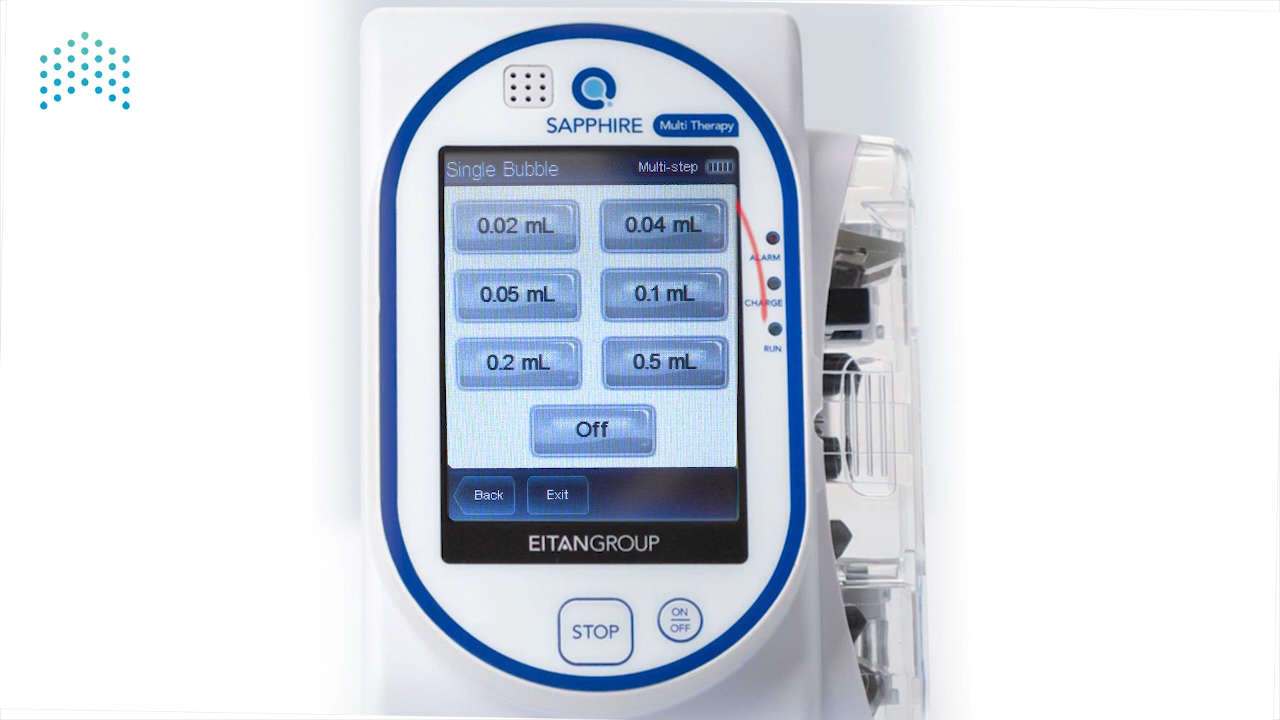 SAPPHIRE Multi Therapy
Single Bubble Multi-step
0.02 mL 0.04 mL
ALARM
0.05 mL 0.1 mL
CHARGE
RUN
0.2 mL 0.5 mL
Off
Back Exit
EITANGROUP
STOP ON
OFF